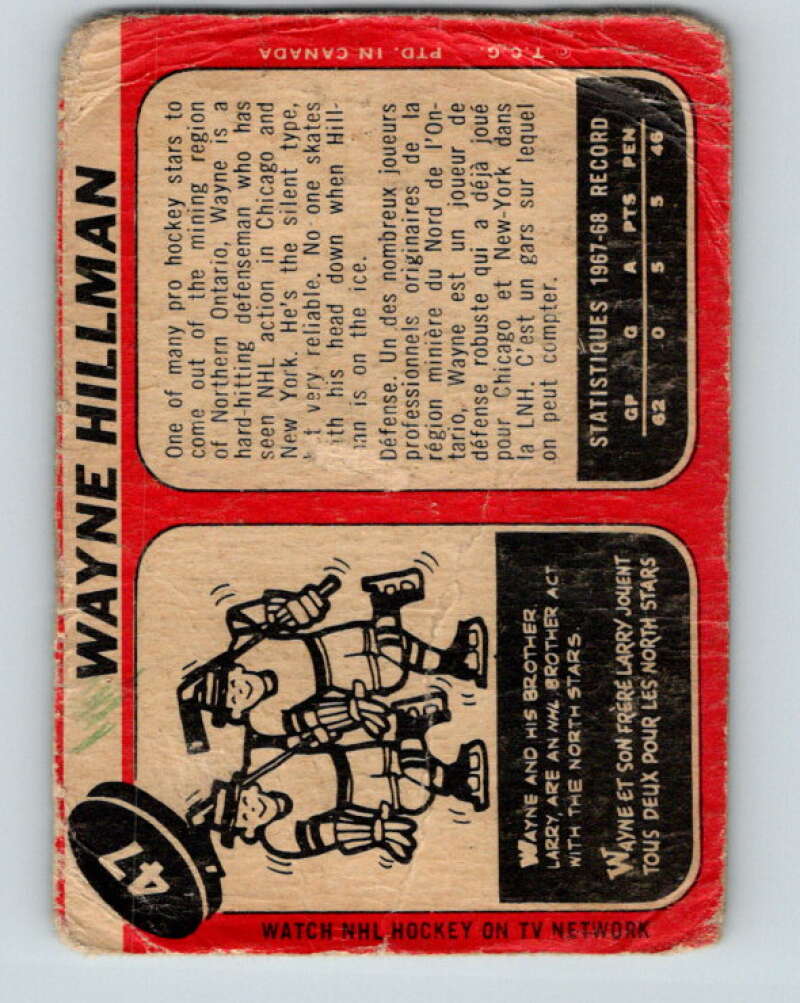 47
WAYNE HILLMAN
WAYNE AND HIS BROTHER
LARRY ARE AN NHL BROTHER ACT
WITH THE NORTH STARS.
WAYNE ET SON FRÈRE LARRY JOUENT
TOUS DEUX POUR LES NORTH STARS
One of many pro hockey stars to
come out of the mining region
of Northern Ontario, Wayne is a
hard-hitting defenseman who has
seen NHL action in Chicago and
New York. He's the silent type,
very reliable. No one skates
his head down when Hill-
is on the ice.
Défense. Un des nombreux joueurs
professionnels originaires de la
région minière du Nord de l'On-
tario, Wayne est un joueur de
défense robuste qui a déjà joué
pour Chicago et New-York dans
la LNH. C'est un gars sur lequel
on peut compter.
STATISTIQUES 1967-68 RECORD
GP G A PTS PEN
62 0 5 5 46
WATCH NHL HOCKEY ON TV NETWORK
© T.C.G. PTD. IN CANADA